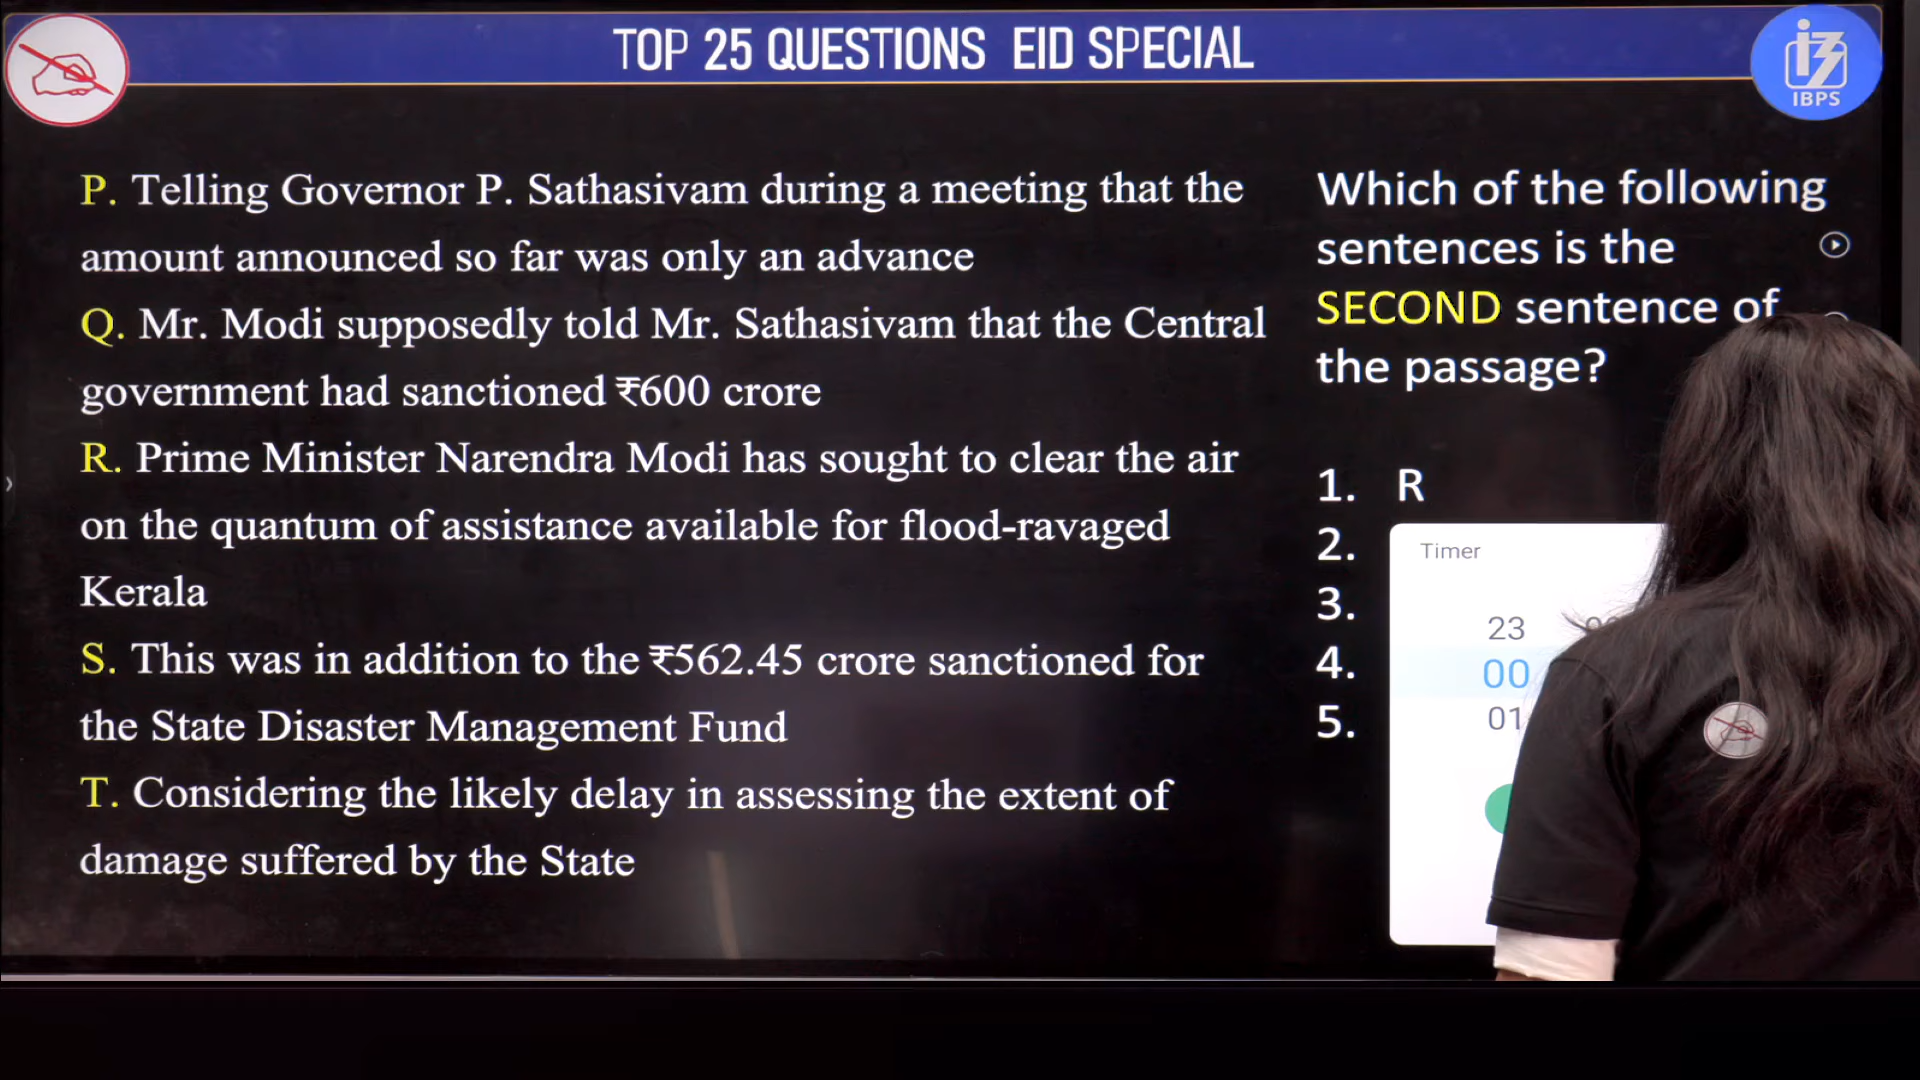 TOP 25 QUESTIONS EID SPECIAL
IBPS
P. Telling Governor P. Sathasivam during a meeting that the
amount announced so far was only an advance
Q. Mr. Modi supposedly told Mr. Sathasivam that the Central
government had sanctioned ₹600 crore
R. Prime Minister Narendra Modi has sought to clear the air
on the quantum of assistance available for flood-ravaged
Kerala
S. This was in addition to the ₹562.45 crore sanctioned for
the State Disaster Management Fund
T. Considering the likely delay in assessing the extent of
damage suffered by the State
Which of the following
sentences is the
SECOND sentence of
the passage?
1. R
2.
3.
4.
5.
Timer
23
00
01